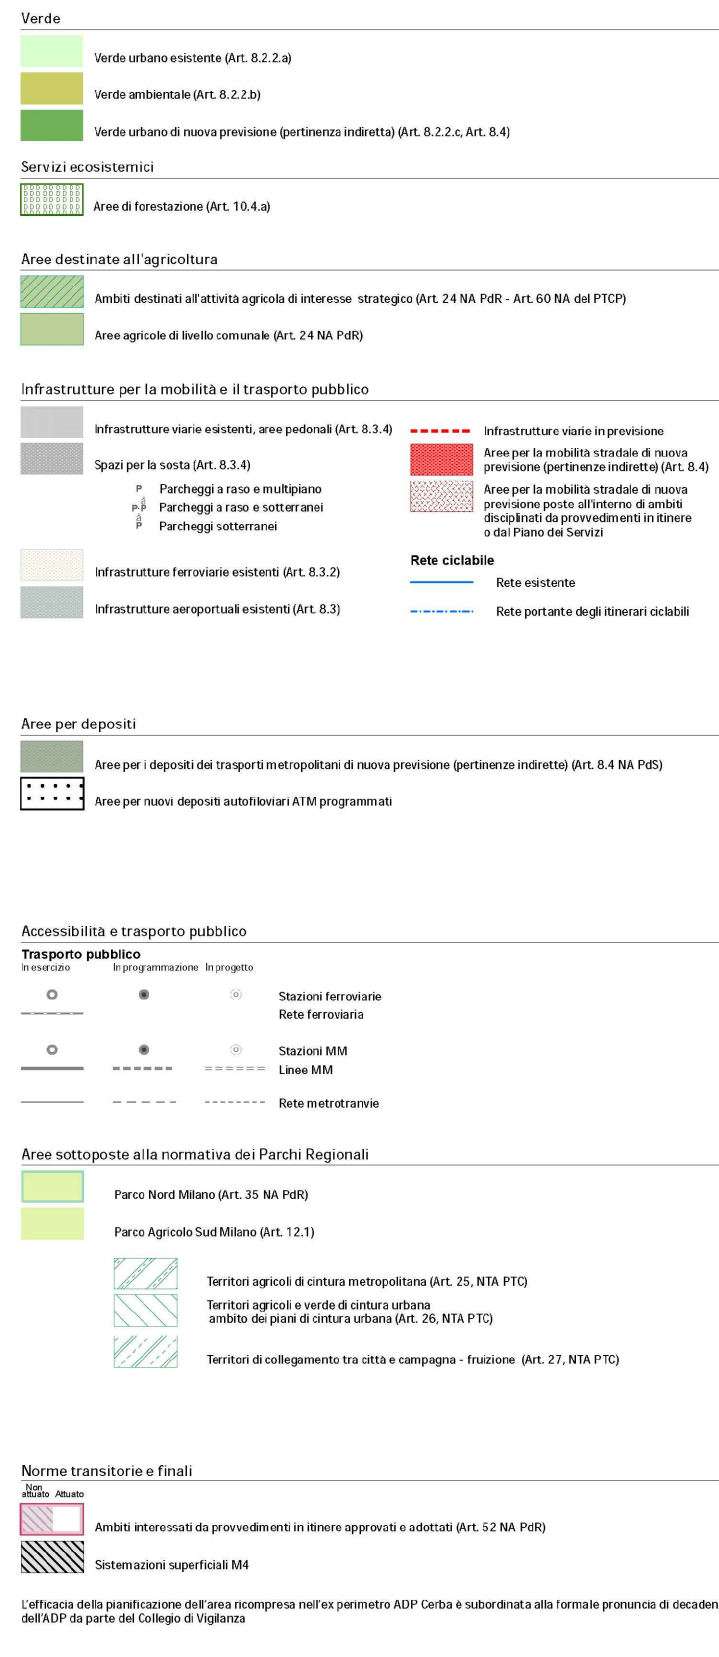 Verde
Verde urbano esistente (Art. 8.2.2.a)
Verde ambientale (Art. 8.2.2.b)
Verde urbano di nuova previsione (pertinenza indiretta) (Art. 8.2.2.c, Art. 8.4)
Servizi ecosistemici
Aree di forestazione (Art. 10.4.a)
Aree destinate all'agricoltura
Ambiti destinati all'attività agricola di interesse strategico (Art. 24 NA PdR - Art. 60 NA del PTCP)
Aree agricole di livello comunale (Art. 24 NA PdR)
Infrastrutture per la mobilità e il trasporto pubblico
Infrastrutture viarie esistenti, aree pedonali (Art. 8.3.4)
Spazi per la sosta (Art. 8.3.4)
P Parcheggi a raso e multipiano
P-P Parcheggi a raso e sotterranei
P Parcheggi sotterranei
Infrastrutture ferroviarie esistenti (Art. 8.3.2)
Infrastrutture aeroportuali esistenti (Art. 8.3)
Infrastrutture viarie in previsione
Aree per la mobilità stradale di nuova
previsione (pertinenze indirette) (Art. 8.4)
Aree per la mobilità stradale di nuova
previsione poste all'interno di ambiti
disciplinati da provvedimenti in itinere
o dal Piano dei Servizi
Rete ciclabile
Rete esistente
Rete portante degli itinerari ciclabili
Aree per depositi
Aree per i depositi dei trasporti metropolitani di nuova previsione (pertinenze indirette) (Art. 8.4 NA PdS)
Aree per nuovi depositi autofiloviari ATM programmati
Accessibilità e trasporto pubblico
Trasporto pubblico
In esercizio In programmazione In progetto
Stazioni ferroviarie
Rete ferroviaria
Stazioni MM
Linee MM
Rete metrotranvie
Aree sottoposte alla normativa dei Parchi Regionali
Parco Nord Milano (Art. 35 NA PdR)
Parco Agricolo Sud Milano (Art. 12.1)
Territori agricoli di cintura metropolitana (Art. 25, NTA PTC)
Territori agricoli e verde di cintura urbana
ambito dei piani di cintura urbana (Art. 26, NTA PTC)
Territori di collegamento tra città e campagna - fruizione (Art. 27, NTA PTC)
Norme transitorie e finali
Non
attuato Attuato
Ambiti interessati da provvedimenti in itinere approvati e adottati (Art. 52 NA PdR)
Sistemazioni superficiali M4
L'efficacia della pianificazione dell'area ricompresa nell'ex perimetro ADP Cerba è subordinata alla formale pronuncia di decaden
dell'ADP da parte del Collegio di Vigilanza